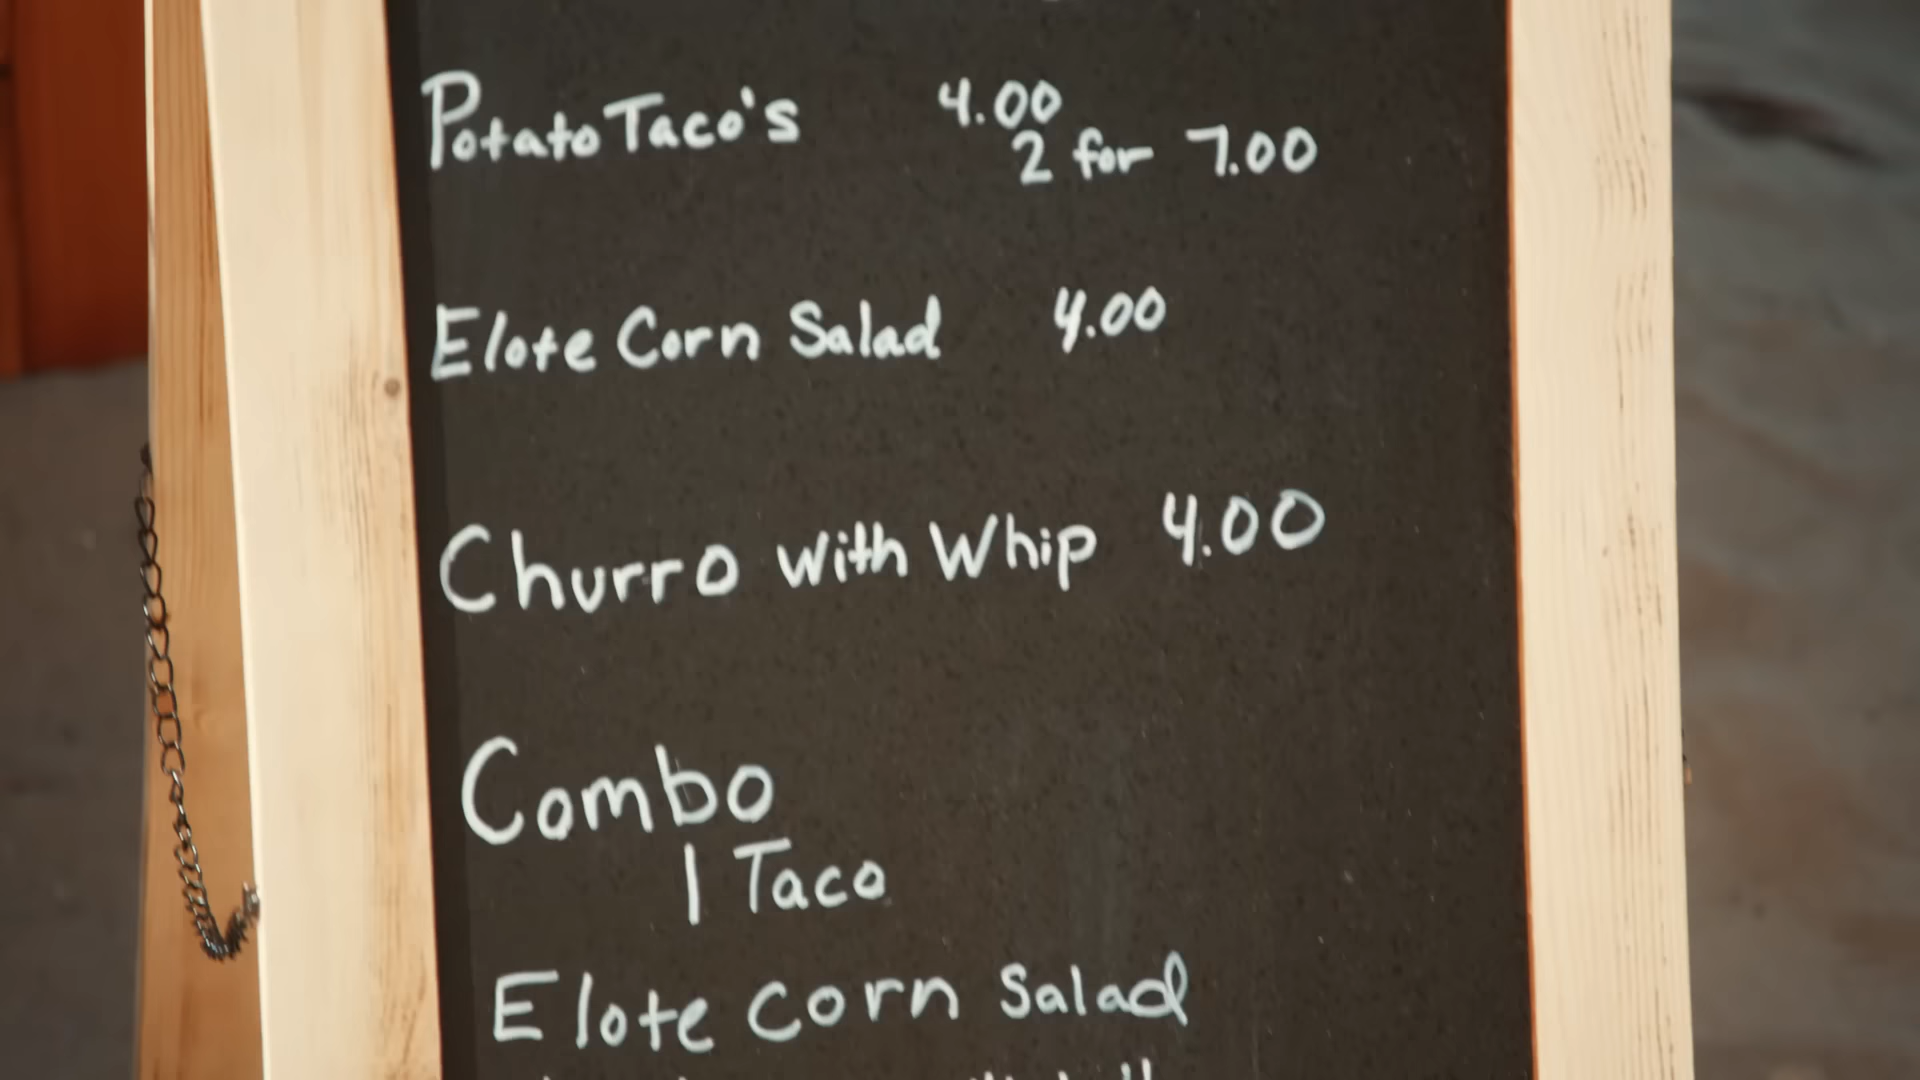 Potato Taco's 4.00
2 for 7.00
Elote Corn Salad 4.00
Churro with Whip 4.00
Combo
1 Taco
Elote Corn Salad